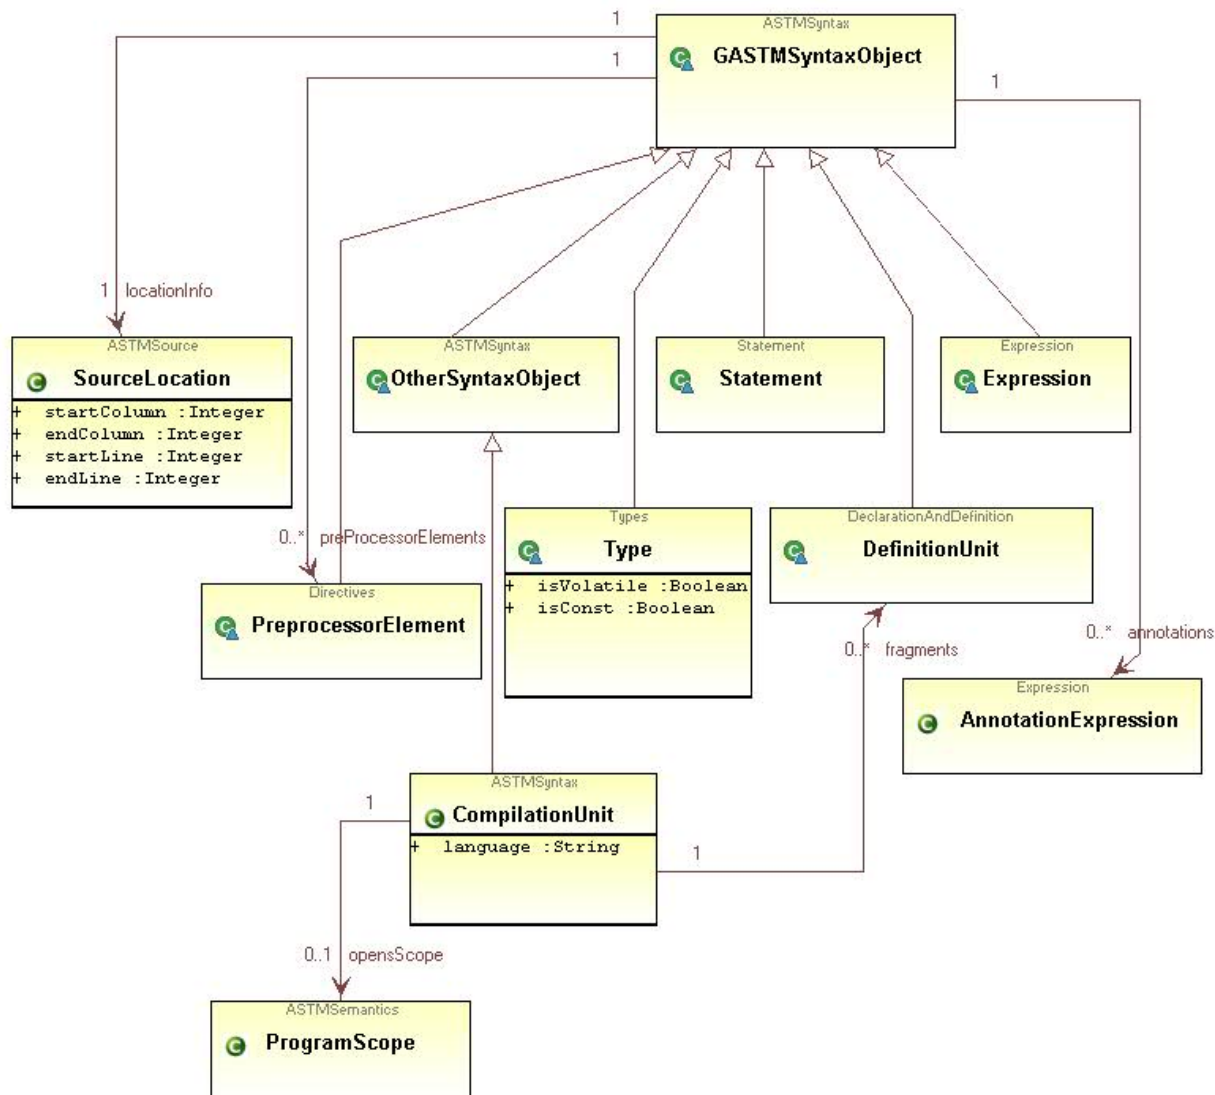 1
ASTMSyntax
GASTMSyntaxObject
1
1
1 locationInfo
ASTMSource
SourceLocation
+ startColumn :Integer
+ endColumn :Integer
+ startLine :Integer
+ endLine :Integer
ASTMSyntax
OtherSyntaxObject
Statement
Statement
Expression
Expression
0..* preProcessorElements
Directives
PreprocessorElement
Types
Type
+ isVolatile :Boolean
+ isConst :Boolean
DeclarationAndDefinition
DefinitionUnit
0..* fragments
0..* annotations
Expression
AnnotationExpression
ASTMSyntax
CompilationUnit
+ language :String
1
1
0..1 opensScope
ASTMSemantics
ProgramScope